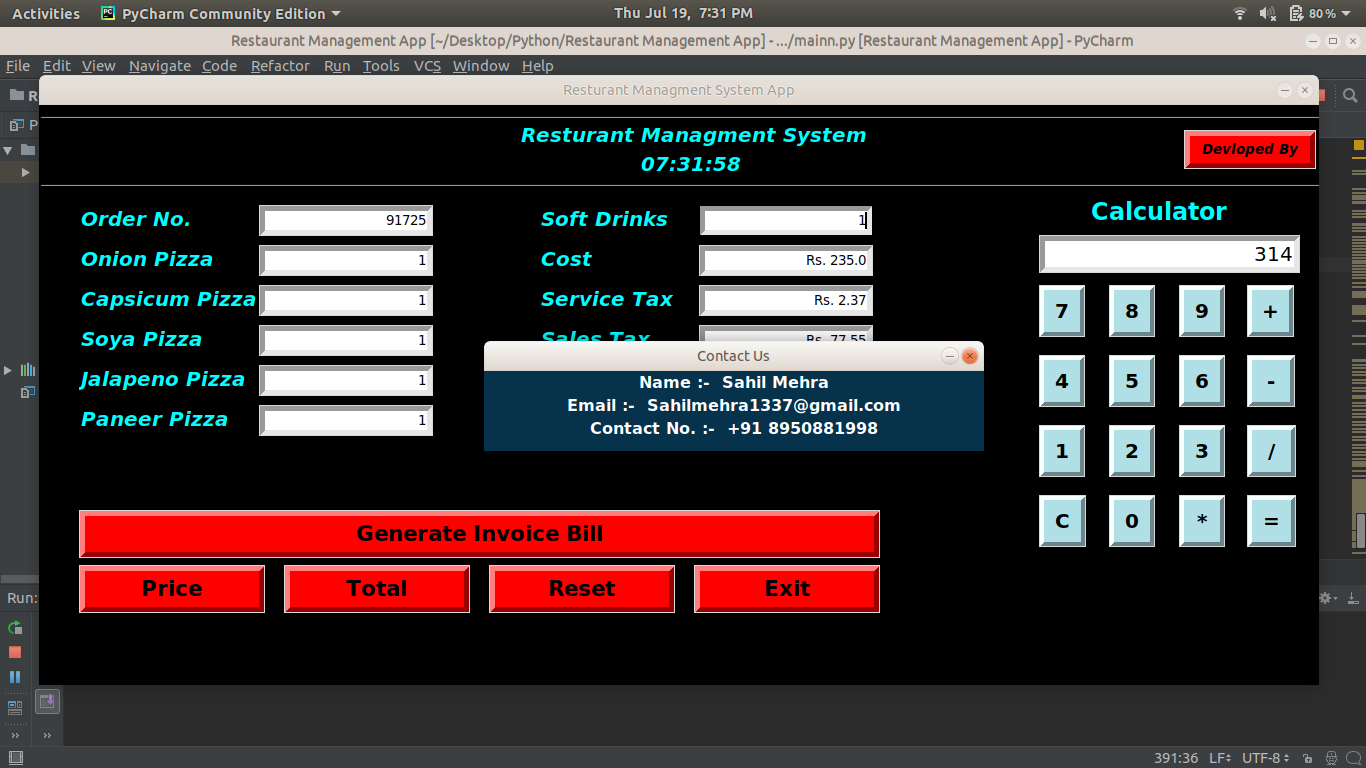 Activities PyCharm Community Edition Thu Jul 19, 7:31 PM 80%
Restaurant Management App [~/Desktop/Python/Restaurant Management App] - .../mainn.py [Restaurant Management App] - PyCharm
File Edit View Navigate Code Refactor Run Tools VCS Window Help
Resturant Managment System App
Resturant Managment System
07:31:58
Devloped By
Order No. 91725
Onion Pizza 1
Capsicum Pizza 1
Soya Pizza 1
Jalapeno Pizza 1
Paneer Pizza 1
Soft Drinks 1
Cost Rs. 235.0
Service Tax Rs. 2.37
Sales Tax Rs. 77.55
Contact Us
Name :- Sahil Mehra
Email :- Sahilmehra1337@gmail.com
Contact No. :- +91 8950881998
Calculator
314
7 8 9 +
4 5 6 -
1 2 3 /
C 0 * =
Generate Invoice Bill
Price Total Reset Exit
Run:
391:36 LF UTF-8